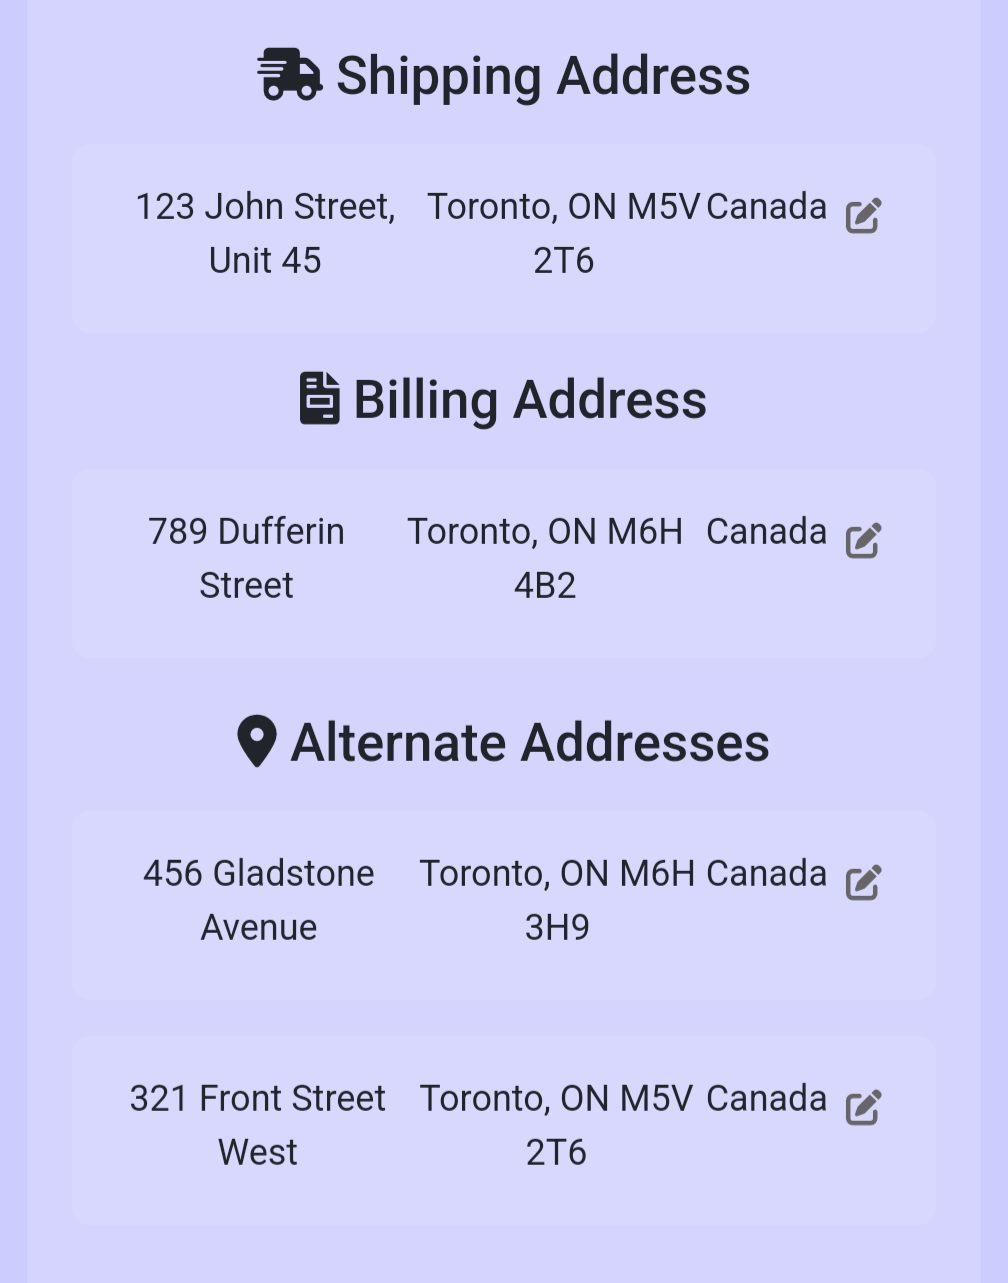 Shipping Address
123 John Street, Toronto, ON M5V Canada
Unit 45 2T6
Billing Address
789 Dufferin Toronto, ON M6H Canada
Street 4B2
Alternate Addresses
456 Gladstone Toronto, ON M6H Canada
Avenue 3H9
321 Front Street Toronto, ON M5V Canada
West 2T6